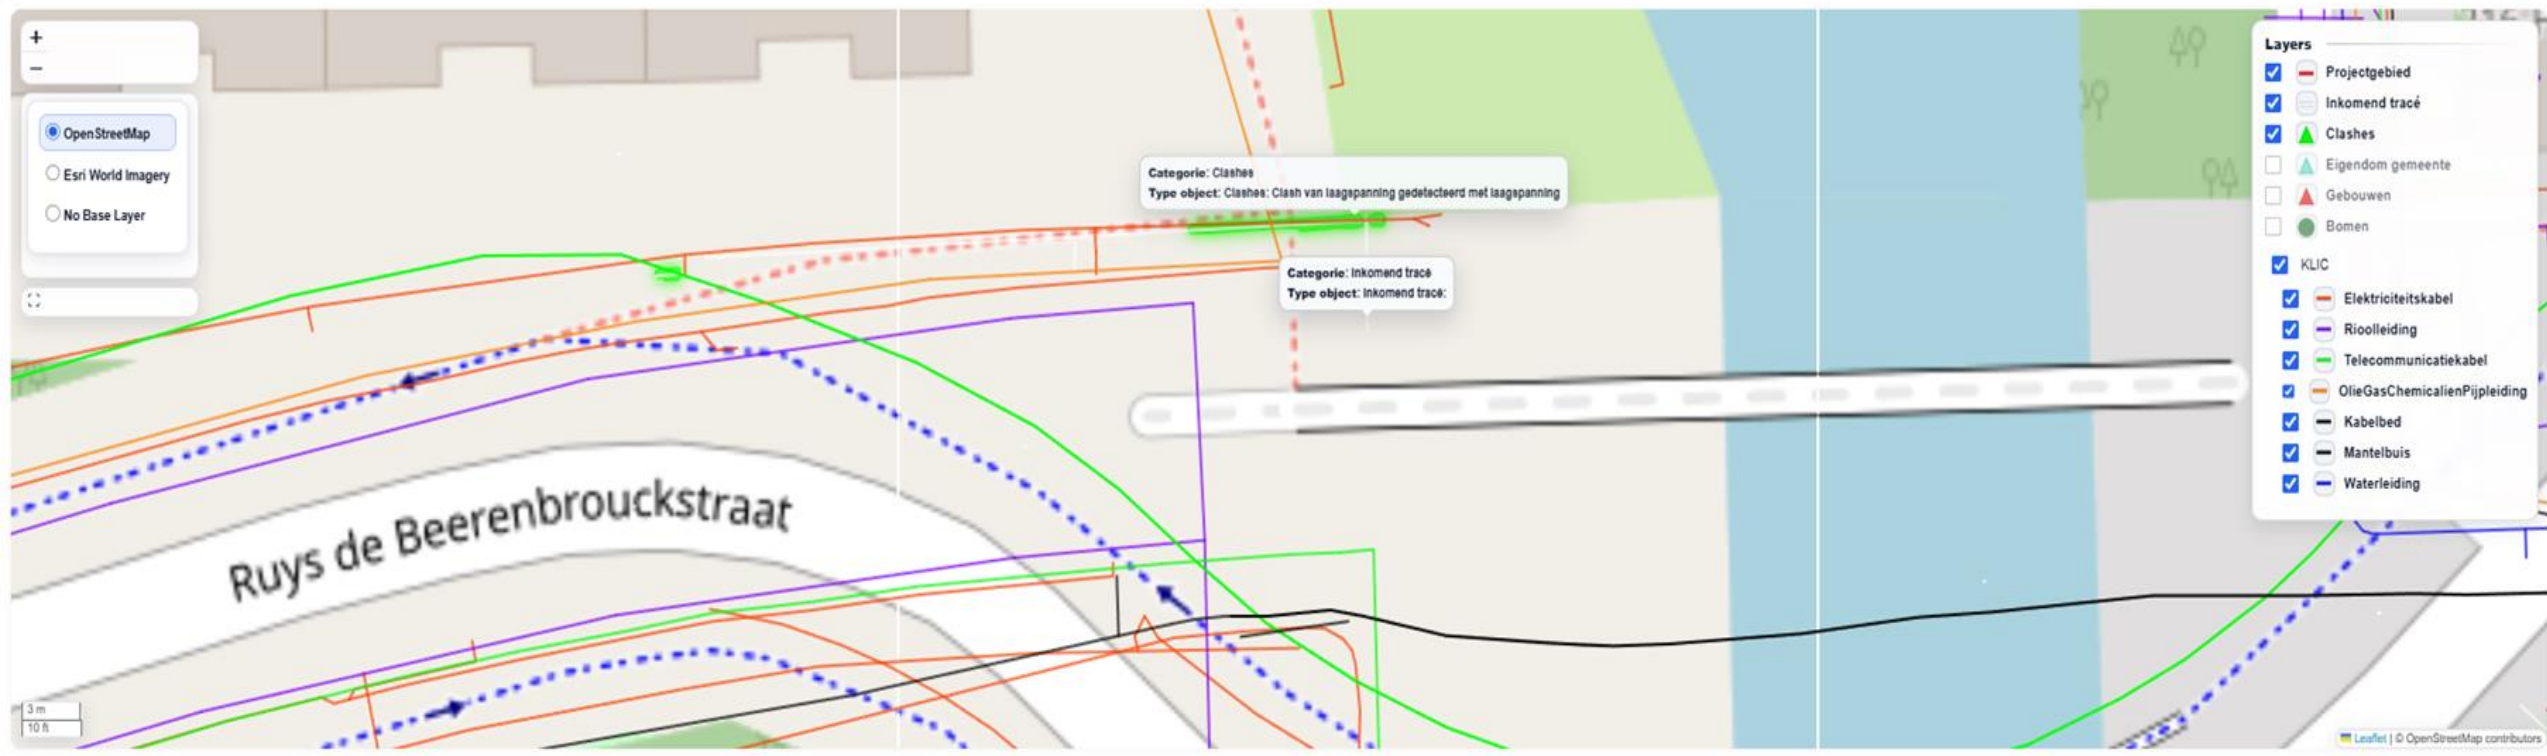 +
−
OpenStreetMap
Esri World Imagery
No Base Layer
Categorie: Clashes
Type object: Clashes: Clash van laagspanning gedetecteerd met laagspanning
Categorie: Inkomend tracé
Type object: Inkomend tracé:
Ruys de Beerenbrouckstraat
3 m
10 ft
Layers
Projectgebied
Inkomend tracé
Clashes
Eigendom gemeente
Gebouwen
Bomen
KLIC
Elektriciteitskabel
Rioolleiding
Telecommunicatiekabel
OlieGasChemicalienPijpleiding
Kabelbed
Mantelbuis
Waterleiding
Leaflet | © OpenStreetMap contributors